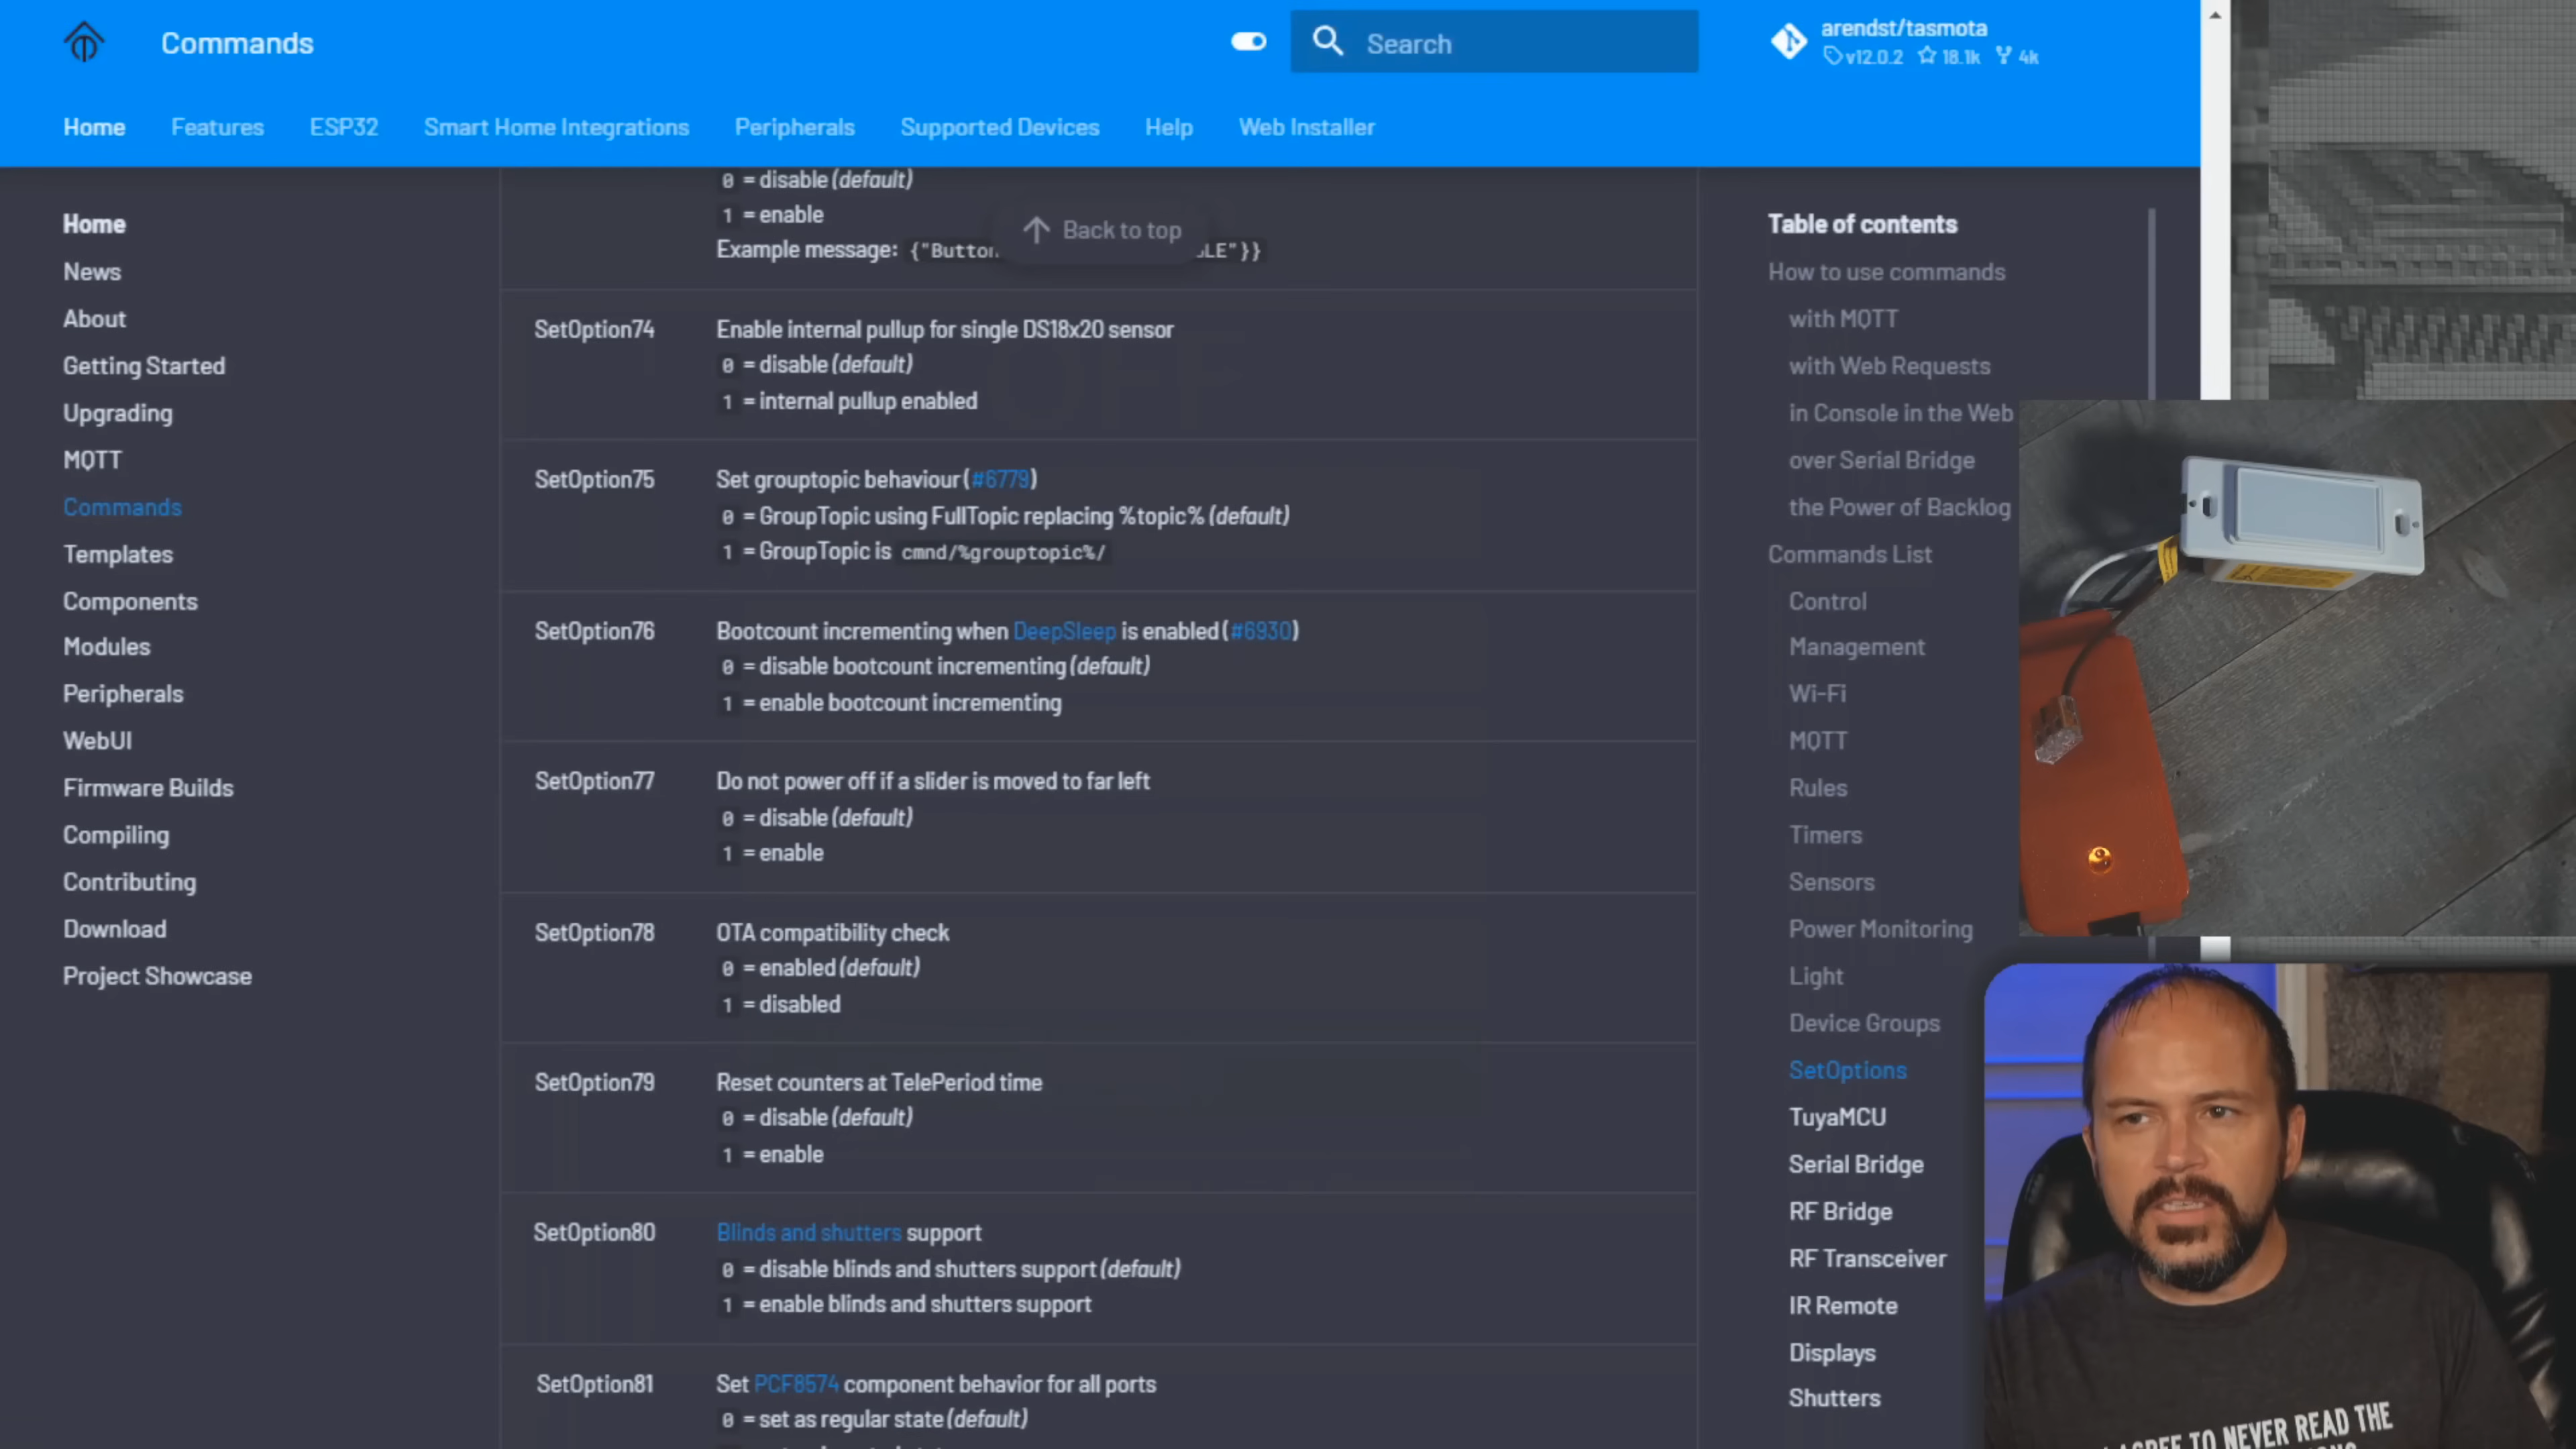 Commands
Search
arendst/tasmota
v12.0.2 18.1k 4k
Home Features ESP32 Smart Home Integrations Peripherals Supported Devices Help Web Installer
Home
News
About
Getting Started
Upgrading
MQTT
Commands
Templates
Components
Modules
Peripherals
WebUI
Firmware Builds
Compiling
Contributing
Download
Project Showcase
0 = disable (default)
1 = enable
Back to top
Example message: {"Button LE"}}
SetOption74 Enable internal pullup for single DS18x20 sensor
0 = disable (default)
1 = internal pullup enabled
SetOption75 Set grouptopic behaviour (#6779)
0 = GroupTopic using FullTopic replacing %topic% (default)
1 = GroupTopic is cmnd/%grouptopic%/
SetOption76 Bootcount incrementing when DeepSleep is enabled (#6930)
0 = disable bootcount incrementing (default)
1 = enable bootcount incrementing
SetOption77 Do not power off if a slider is moved to far left
0 = disable (default)
1 = enable
SetOption78 OTA compatibility check
0 = enabled (default)
1 = disabled
SetOption79 Reset counters at TelePeriod time
0 = disable (default)
1 = enable
SetOption80 Blinds and shutters support
0 = disable blinds and shutters support (default)
1 = enable blinds and shutters support
SetOption81 Set PCF8574 component behavior for all ports
0 = set as regular state (default)
Table of contents
How to use commands
with MQTT
with Web Requests
in Console in the Web
over Serial Bridge
the Power of Backlog
Commands List
Control
Management
Wi-Fi
MQTT
Rules
Timers
Sensors
Power Monitoring
Light
Device Groups
SetOptions
TuyaMCU
Serial Bridge
RF Bridge
RF Transceiver
IR Remote
Displays
Shutters
AGREE TO NEVER READ THE